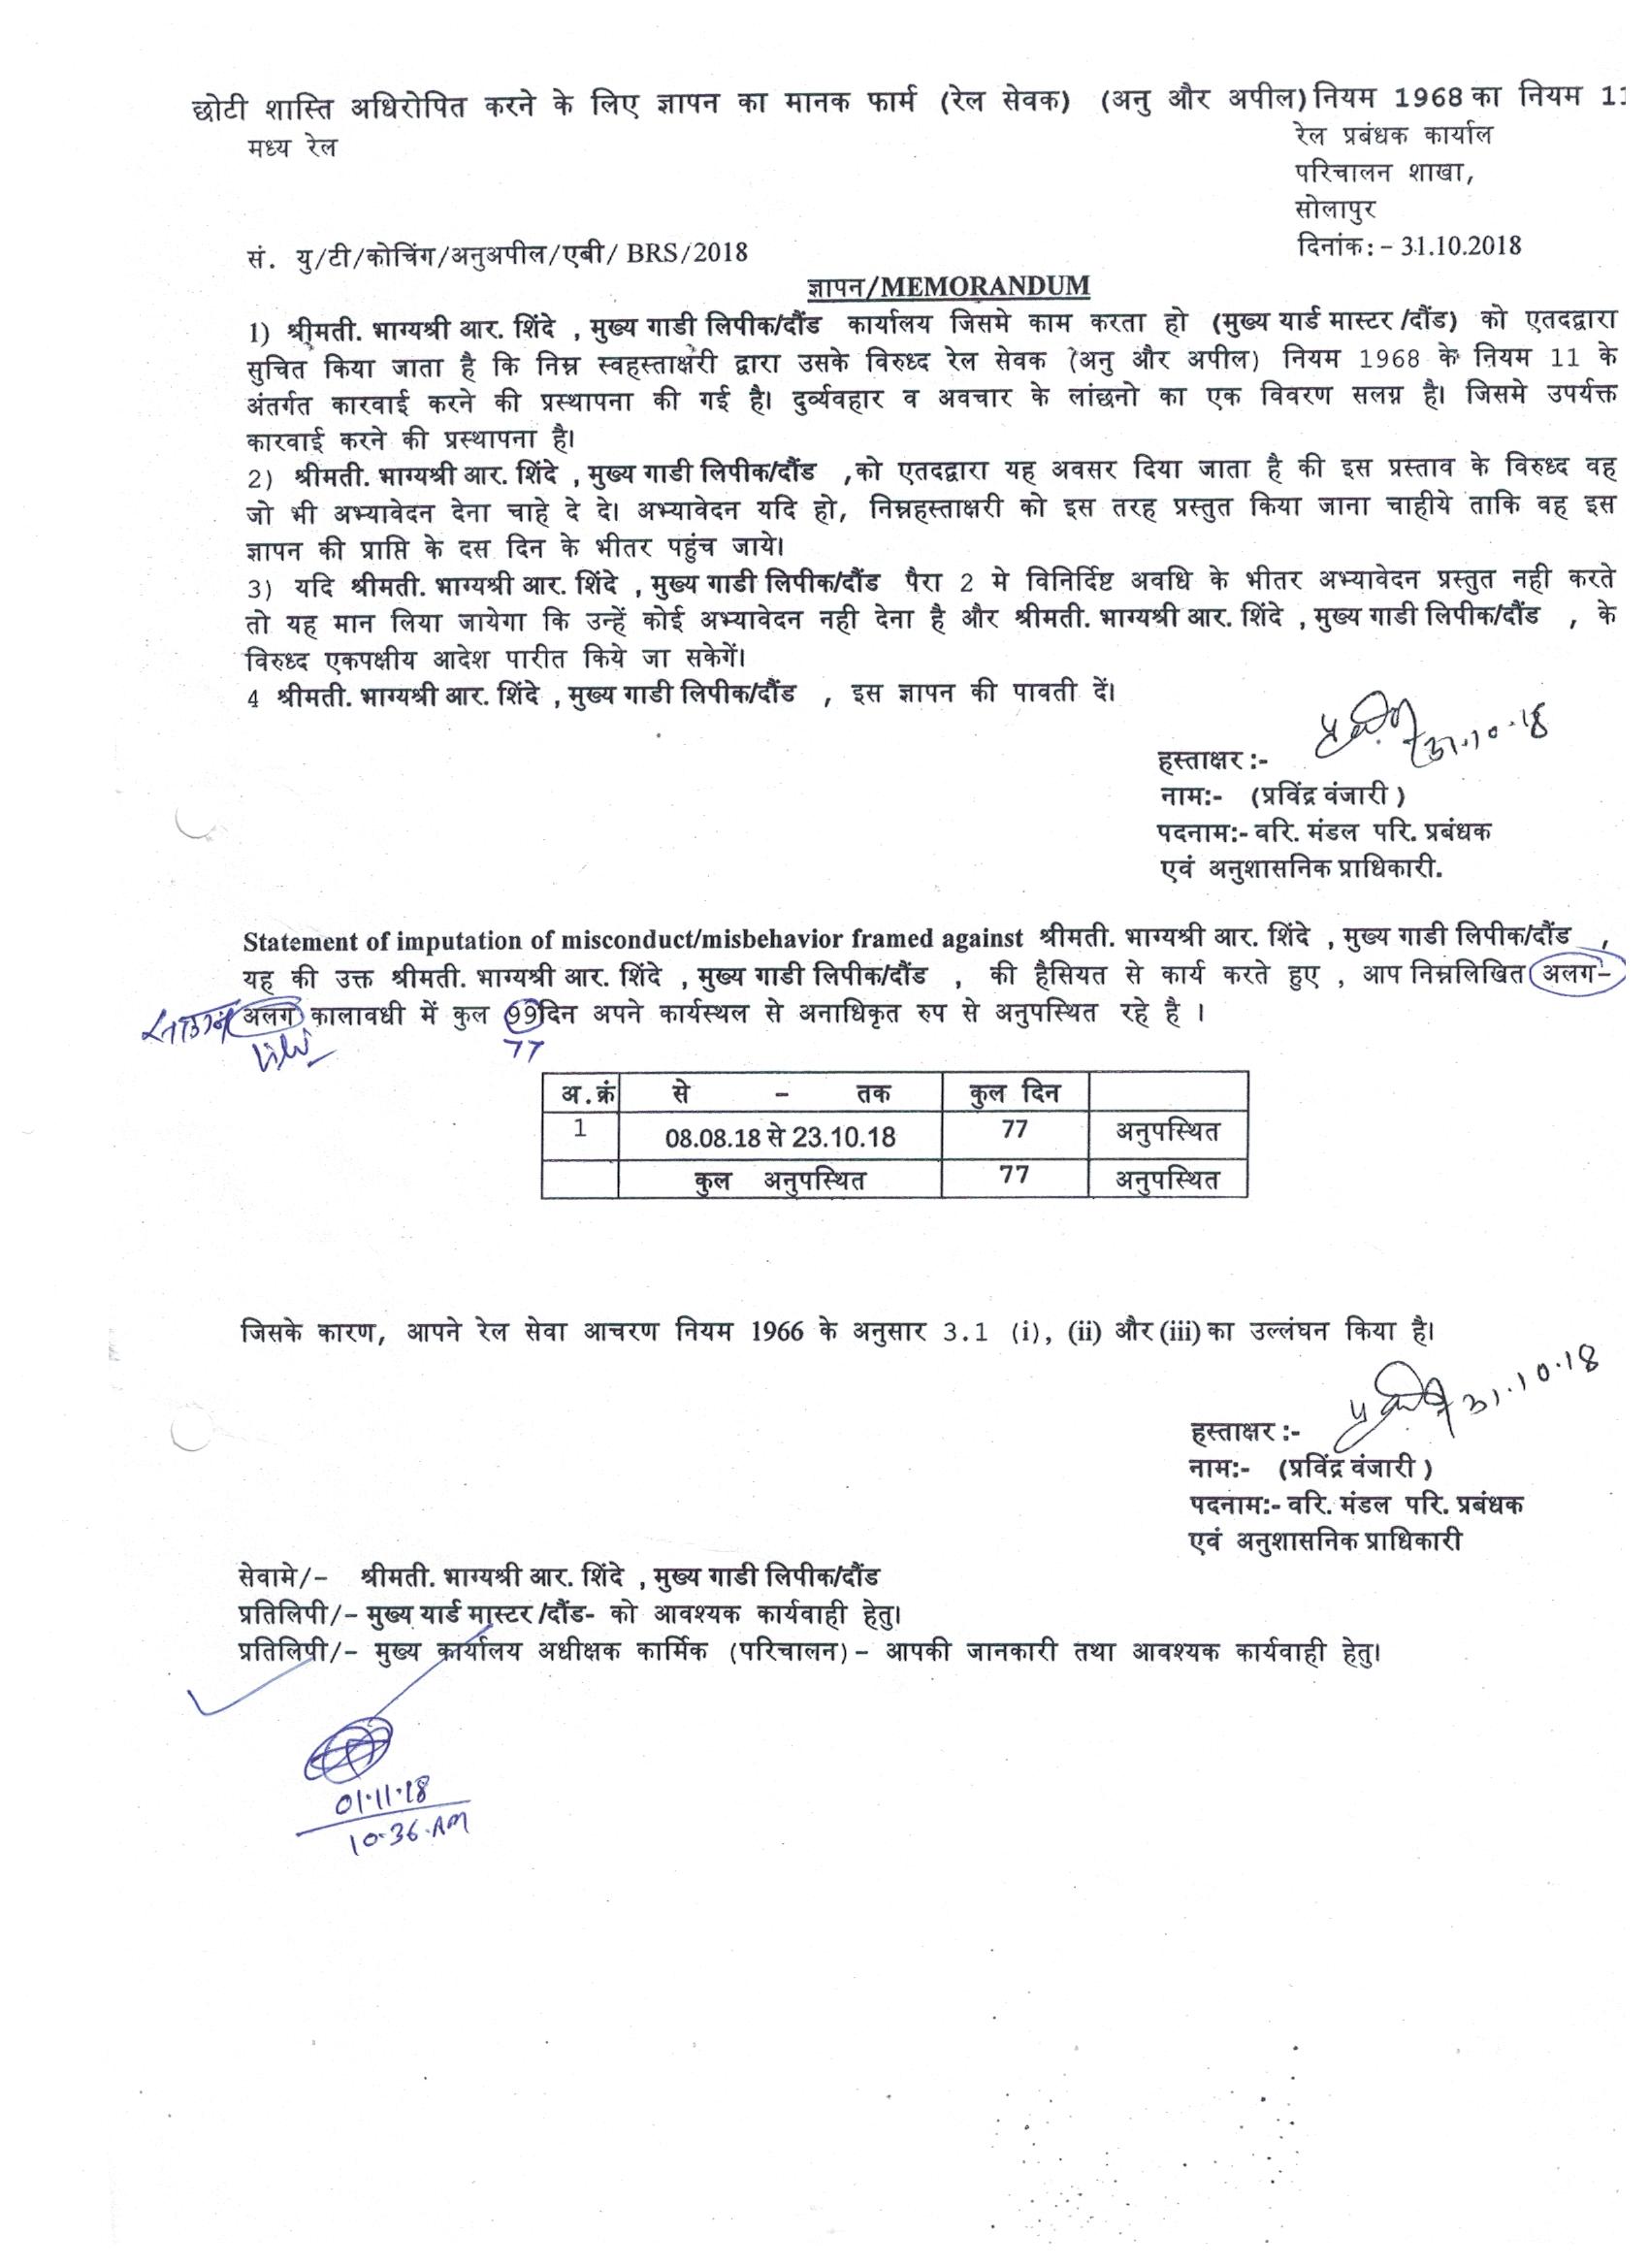 छोटी शास्ति अधिरोपित करने के लिए ज्ञापन का मानक फार्म (रेल सेवक) (अनु और अपील) नियम 1968 का नियम 11
मध्य रेल
रेल प्रबंधक कार्याल
परिचालन शाखा,
सोलापुर
सं. यु/टी/कोचिंग/अनुअपील/एबी/ BRS/2018
दिनांक:- 31.10.2018
ज्ञापन/MEMORANDUM
1) श्रीमती. भाग्यश्री आर. शिंदे , मुख्य गाडी लिपीक/दौंड कार्यालय जिसमे काम करता हो (मुख्य यार्ड मास्टर /दौंड) को एतदद्वारा
सुचित किया जाता है कि निम्न स्वहस्ताक्षरी द्वारा उसके विरुध्द रेल सेवक (अनु और अपील) नियम 1968 के नियम 11 के
अंतर्गत कारवाई करने की प्रस्थापना की गई है। दुर्व्यवहार व अवचार के लांछनो का एक विवरण सलग्न है। जिसमे उपर्यक्त
कारवाई करने की प्रस्थापना है।
2) श्रीमती. भाग्यश्री आर. शिंदे , मुख्य गाडी लिपीक/दौंड ,को एतदद्वारा यह अवसर दिया जाता है की इस प्रस्ताव के विरुध्द वह
जो भी अभ्यावेदन देना चाहे दे दे। अभ्यावेदन यदि हो, निम्नहस्ताक्षरी को इस तरह प्रस्तुत किया जाना चाहीये ताकि वह इस
ज्ञापन की प्राप्ति के दस दिन के भीतर पहुंच जाये।
3) यदि श्रीमती. भाग्यश्री आर. शिंदे , मुख्य गाडी लिपीक/दौंड पैरा 2 मे विनिर्दिष्ट अवधि के भीतर अभ्यावेदन प्रस्तुत नही करते
तो यह मान लिया जायेगा कि उन्हें कोई अभ्यावेदन नही देना है और श्रीमती. भाग्यश्री आर. शिंदे , मुख्य गाडी लिपीक/दौंड , के
विरुध्द एकपक्षीय आदेश पारीत किये जा सकेगें।
4 श्रीमती. भाग्यश्री आर. शिंदे , मुख्य गाडी लिपीक/दौंड , इस ज्ञापन की पावती दें।
31.10.18
हस्ताक्षर :-
नाम:- (प्रविंद्र वंजारी )
पदनाम:- वरि. मंडल परि. प्रबंधक
एवं अनुशासनिक प्राधिकारी.
Statement of imputation of misconduct/misbehavior framed against श्रीमती. भाग्यश्री आर. शिंदे , मुख्य गाडी लिपीक/दौंड ,
यह की उक्त श्रीमती. भाग्यश्री आर. शिंदे , मुख्य गाडी लिपीक/दौंड , की हैसियत से कार्य करते हुए , आप निम्नलिखित अलग-
अलग कालावधी में कुल 99दिन अपने कार्यस्थल से अनाधिकृत रुप से अनुपस्थित रहे है ।
77
अ.क्रं से - तक कुल दिन
1 08.08.18 से 23.10.18 77 अनुपस्थित
कुल अनुपस्थित 77 अनुपस्थित
जिसके कारण, आपने रेल सेवा आचरण नियम 1966 के अनुसार 3.1 (i), (ii) और (iii) का उल्लंघन किया है।
31.10.18
हस्ताक्षर :-
नाम:- (प्रविंद्र वंजारी )
पदनाम:- वरि. मंडल परि. प्रबंधक
एवं अनुशासनिक प्राधिकारी
सेवामे/- श्रीमती. भाग्यश्री आर. शिंदे , मुख्य गाडी लिपीक/दौंड
प्रतिलिपी/- मुख्य यार्ड मास्टर /दौंड- को आवश्यक कार्यवाही हेतु।
प्रतिलिपी/- मुख्य कार्यालय अधीक्षक कार्मिक (परिचालन)- आपकी जानकारी तथा आवश्यक कार्यवाही हेतु।
01.11.18
10.36.AM